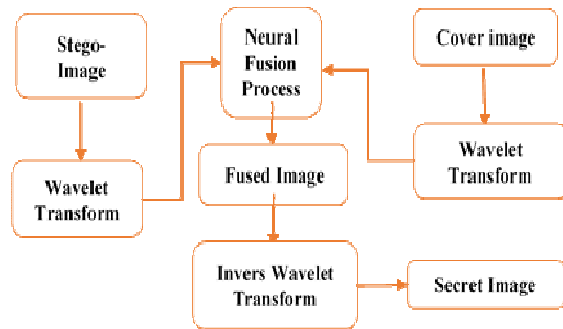 Stego-
Image
Neural
Fusion
Process
Cover image
Wavelet
Transform
Fused Image
Wavelet
Transform
Invers Wavelet
Transform
Secret Image